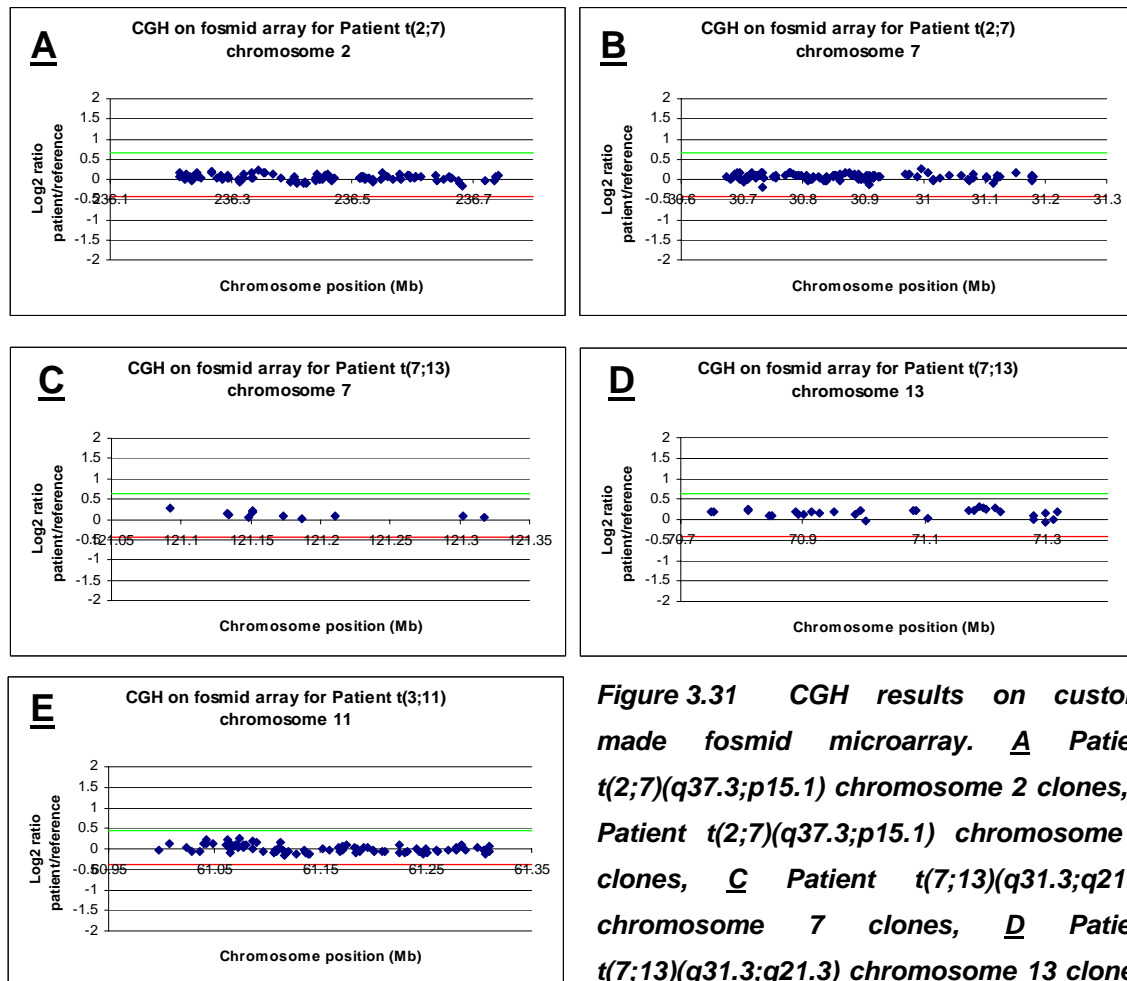 A
CGH on fosmid array for Patient t(2;7)
chromosome 2
2
1.5
1
0.5
0
-0.5
-1
-1.5
-2
236.1 236.3 236.5 236.7
Log2 ratio
patient/reference
Chromosome position (Mb)
B
CGH on fosmid array for Patient t(2;7)
chromosome 7
2
1.5
1
0.5
0
-0.5
-1
-1.5
-2
30.6 30.7 30.8 30.9 31 31.1 31.2 31.3
Log2 ratio
patient/reference
Chromosome position (Mb)
C
CGH on fosmid array for Patient t(7;13)
chromosome 7
2
1.5
1
0.5
0
-0.5
-1
-1.5
-2
121.05 121.1 121.15 121.2 121.25 121.3 121.35
Log2 ratio
patient/reference
Chromosome position (Mb)
D
CGH on fosmid array for Patient t(7;13)
chromosome 13
2
1.5
1
0.5
0
-0.5
-1
-1.5
-2
70.7 70.9 71.1 71.3
Log2 ratio
patient/reference
Chromosome position (Mb)
E
CGH on fosmid array for Patient t(3;11)
chromosome 11
2
1.5
1
0.5
0
-0.5
-1
-1.5
-2
60.95 61.05 61.15 61.25 61.35
Log2 ratio
patient/reference
Chromosome position (Mb)
Figure 3.31 CGH results on
made fosmid microarray. A
t(2;7)(q37.3;p15.1) chromosome 2 clones,
Patient t(2;7)(q37.3;p15.1) chromosome
clones, C Patient
chromosome 7 clones, D
t(7;13)(q31.3;q21.3) chromosome 13